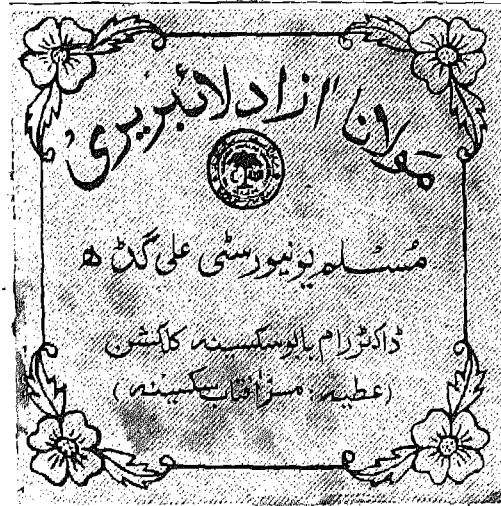 مولانا آزاد لائبریری
مسلم یونیورسٹی علی گڑھ
ڈاکٹر رام بابو سکسینہ کلکشن
(عطیہ: مسز آفتاب سکسینہ)